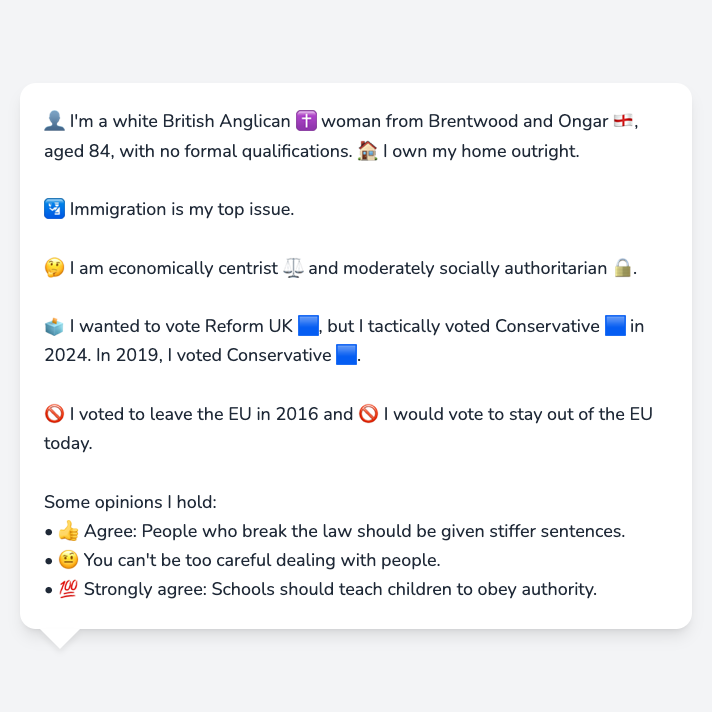 👤 I'm a white British Anglican ✝️ woman from Brentwood and Ongar 🏴󠁧󠁢󠁥󠁮󠁧󠁿,
aged 84, with no formal qualifications. 🏠 I own my home outright.
🛂 Immigration is my top issue.
🤔 I am economically centrist ⚖️ and moderately socially authoritarian 🔒.
🗳️ I wanted to vote Reform UK 🟦, but I tactically voted Conservative 🟦 in
2024. In 2019, I voted Conservative 🟦.
🚫 I voted to leave the EU in 2016 and 🚫 I would vote to stay out of the EU
today.
Some opinions I hold:
• 👍 Agree: People who break the law should be given stiffer sentences.
• 🤨 You can't be too careful dealing with people.
• 💯 Strongly agree: Schools should teach children to obey authority.